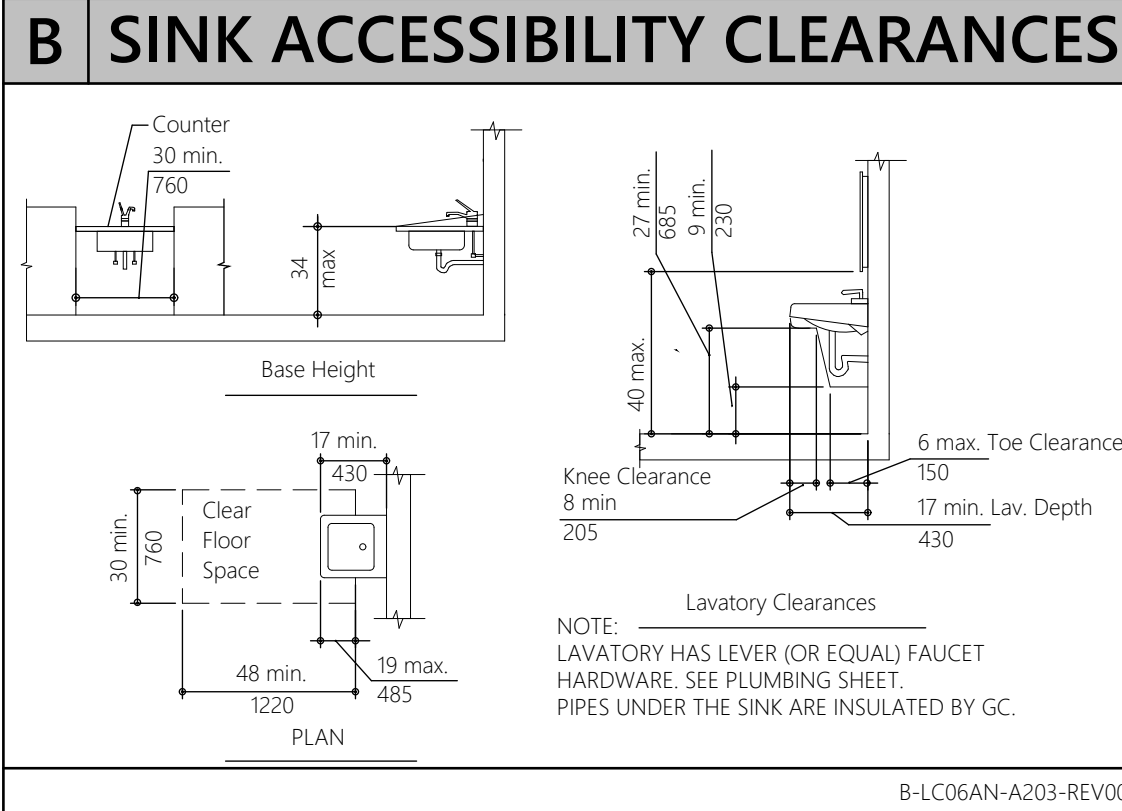 B SINK ACCESSIBILITY CLEARANCES
Counter
30 min.
760
34
max
Base Height
17 min.
430
30 min.
760
Clear
Floor
Space
48 min.
1220
19 max.
485
PLAN
27 min.
685
9 min.
230
40 max.
Knee Clearance
8 min
205
6 max. Toe Clearance
150
17 min. Lav. Depth
430
Lavatory Clearances
NOTE:
LAVATORY HAS LEVER (OR EQUAL) FAUCET
HARDWARE. SEE PLUMBING SHEET.
PIPES UNDER THE SINK ARE INSULATED BY GC.
B-LC06AN-A203-REV00